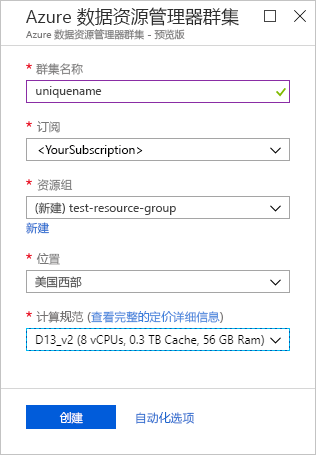 Azure 数据资源管理器群集
Azure 数据资源管理器群集 - 预览版
* 群集名称
uniquename
* 订阅
<YourSubscription>
* 资源组
(新建) test-resource-group
新建
* 位置
美国西部
* 计算规范 (查看完整的定价详细信息)
D13_v2 (8 vCPUs, 0.3 TB Cache, 56 GB Ram)
创建 自动化选项